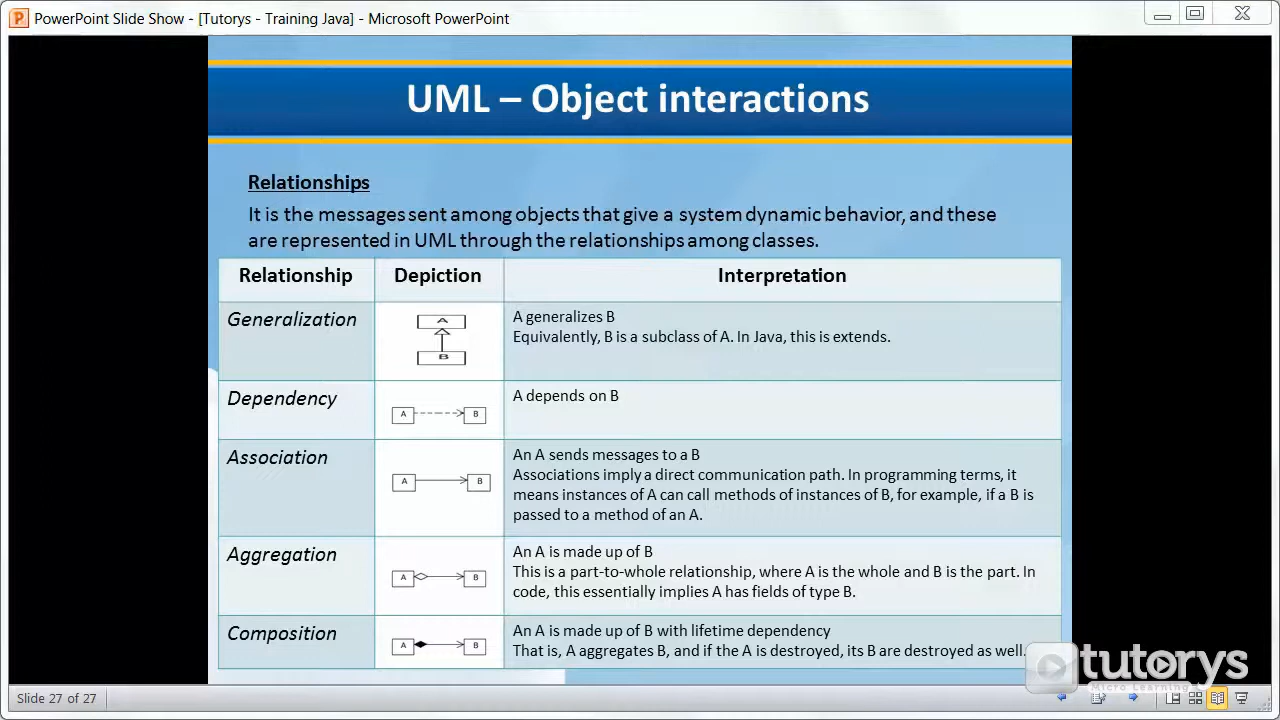 PowerPoint Slide Show - [Tutorys - Training Java] - Microsoft PowerPoint
UML – Object interactions
Relationships
It is the messages sent among objects that give a system dynamic behavior, and these
are represented in UML through the relationships among classes.
Relationship Depiction Interpretation
Generalization
A
B
A generalizes B
Equivalently, B is a subclass of A. In Java, this is extends.
Dependency
A B
A depends on B
Association
A B
An A sends messages to a B
Associations imply a direct communication path. In programming terms, it
means instances of A can call methods of instances of B, for example, if a B is
passed to a method of an A.
Aggregation
A B
An A is made up of B
This is a part-to-whole relationship, where A is the whole and B is the part. In
code, this essentially implies A has fields of type B.
Composition
A B
An A is made up of B with lifetime dependency
That is, A aggregates B, and if the A is destroyed, its B are destroyed as well.
tutorys
Micro Learning
Slide 27 of 27